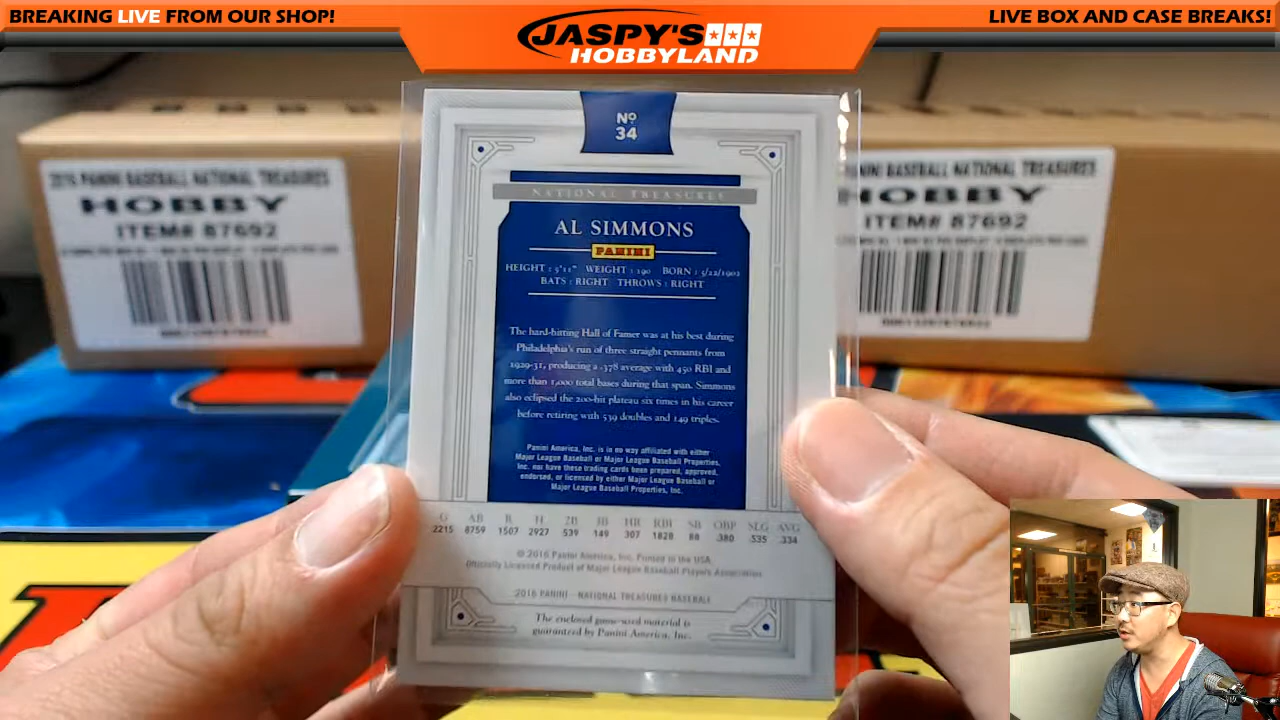 BREAKING LIVE FROM OUR SHOP!
JASPY'S
HOBBYLAND
LIVE BOX AND CASE BREAKS!
2016 PANINI BASEBALL NATIONAL TREASURES
HOBBY
ITEM# 87692
PANINI BASEBALL NATIONAL TREASURES
HOBBY
ITEM# 87692
Nº
34
NATIONAL TREASURES
AL SIMMONS
PANINI
HEIGHT : 5'11" WEIGHT : 190 BORN : 5/22/1902
BATS : RIGHT THROWS : RIGHT
The hard-hitting Hall of Famer was at his best during
Philadelphia's run of three straight pennants from
1929-31, producing a .378 average with 450 RBI and
more than 1,000 total bases during that span. Simmons
also eclipsed the 200-hit plateau six times in his career
before retiring with 539 doubles and 149 triples.
Panini America, Inc. is in no way affiliated with either
Major League Baseball or Major League Baseball Properties,
Inc. nor have these trading cards been prepared, approved,
endorsed, or licensed by either Major League Baseball or
Major League Baseball Properties, Inc.
G AB R H 2B 3B HR RBI SB OBP SLG AVG
2215 8759 1507 2927 539 149 307 1828 88 .380 .535 .334
© 2016 Panini America, Inc. Printed in the USA
Officially Licensed Product of Major League Baseball Players Association
2016 PANINI - NATIONAL TREASURES BASEBALL
The enclosed game-used material is
guaranteed by Panini America, Inc.